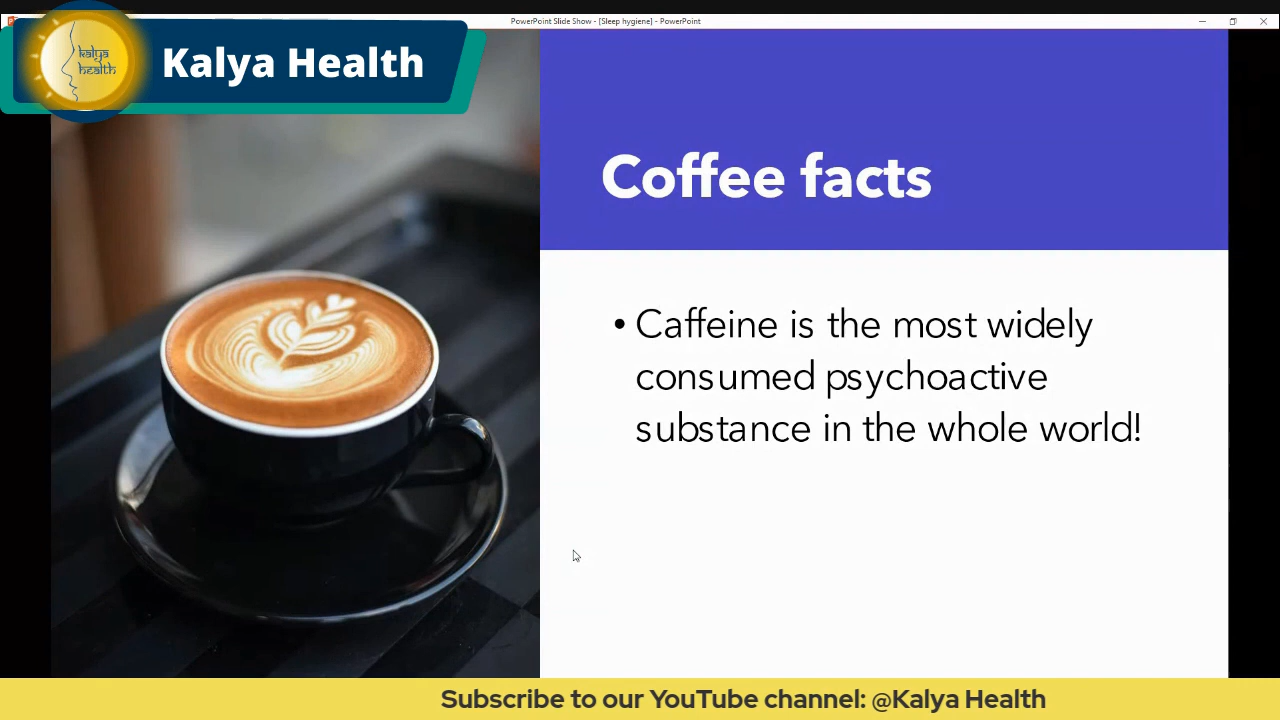 PowerPoint Slide Show - [Sleep hygiene] - PowerPoint
kalya
health
Kalya Health
Coffee facts
• Caffeine is the most widely
consumed psychoactive
substance in the whole world!
Subscribe to our YouTube channel: @Kalya Health